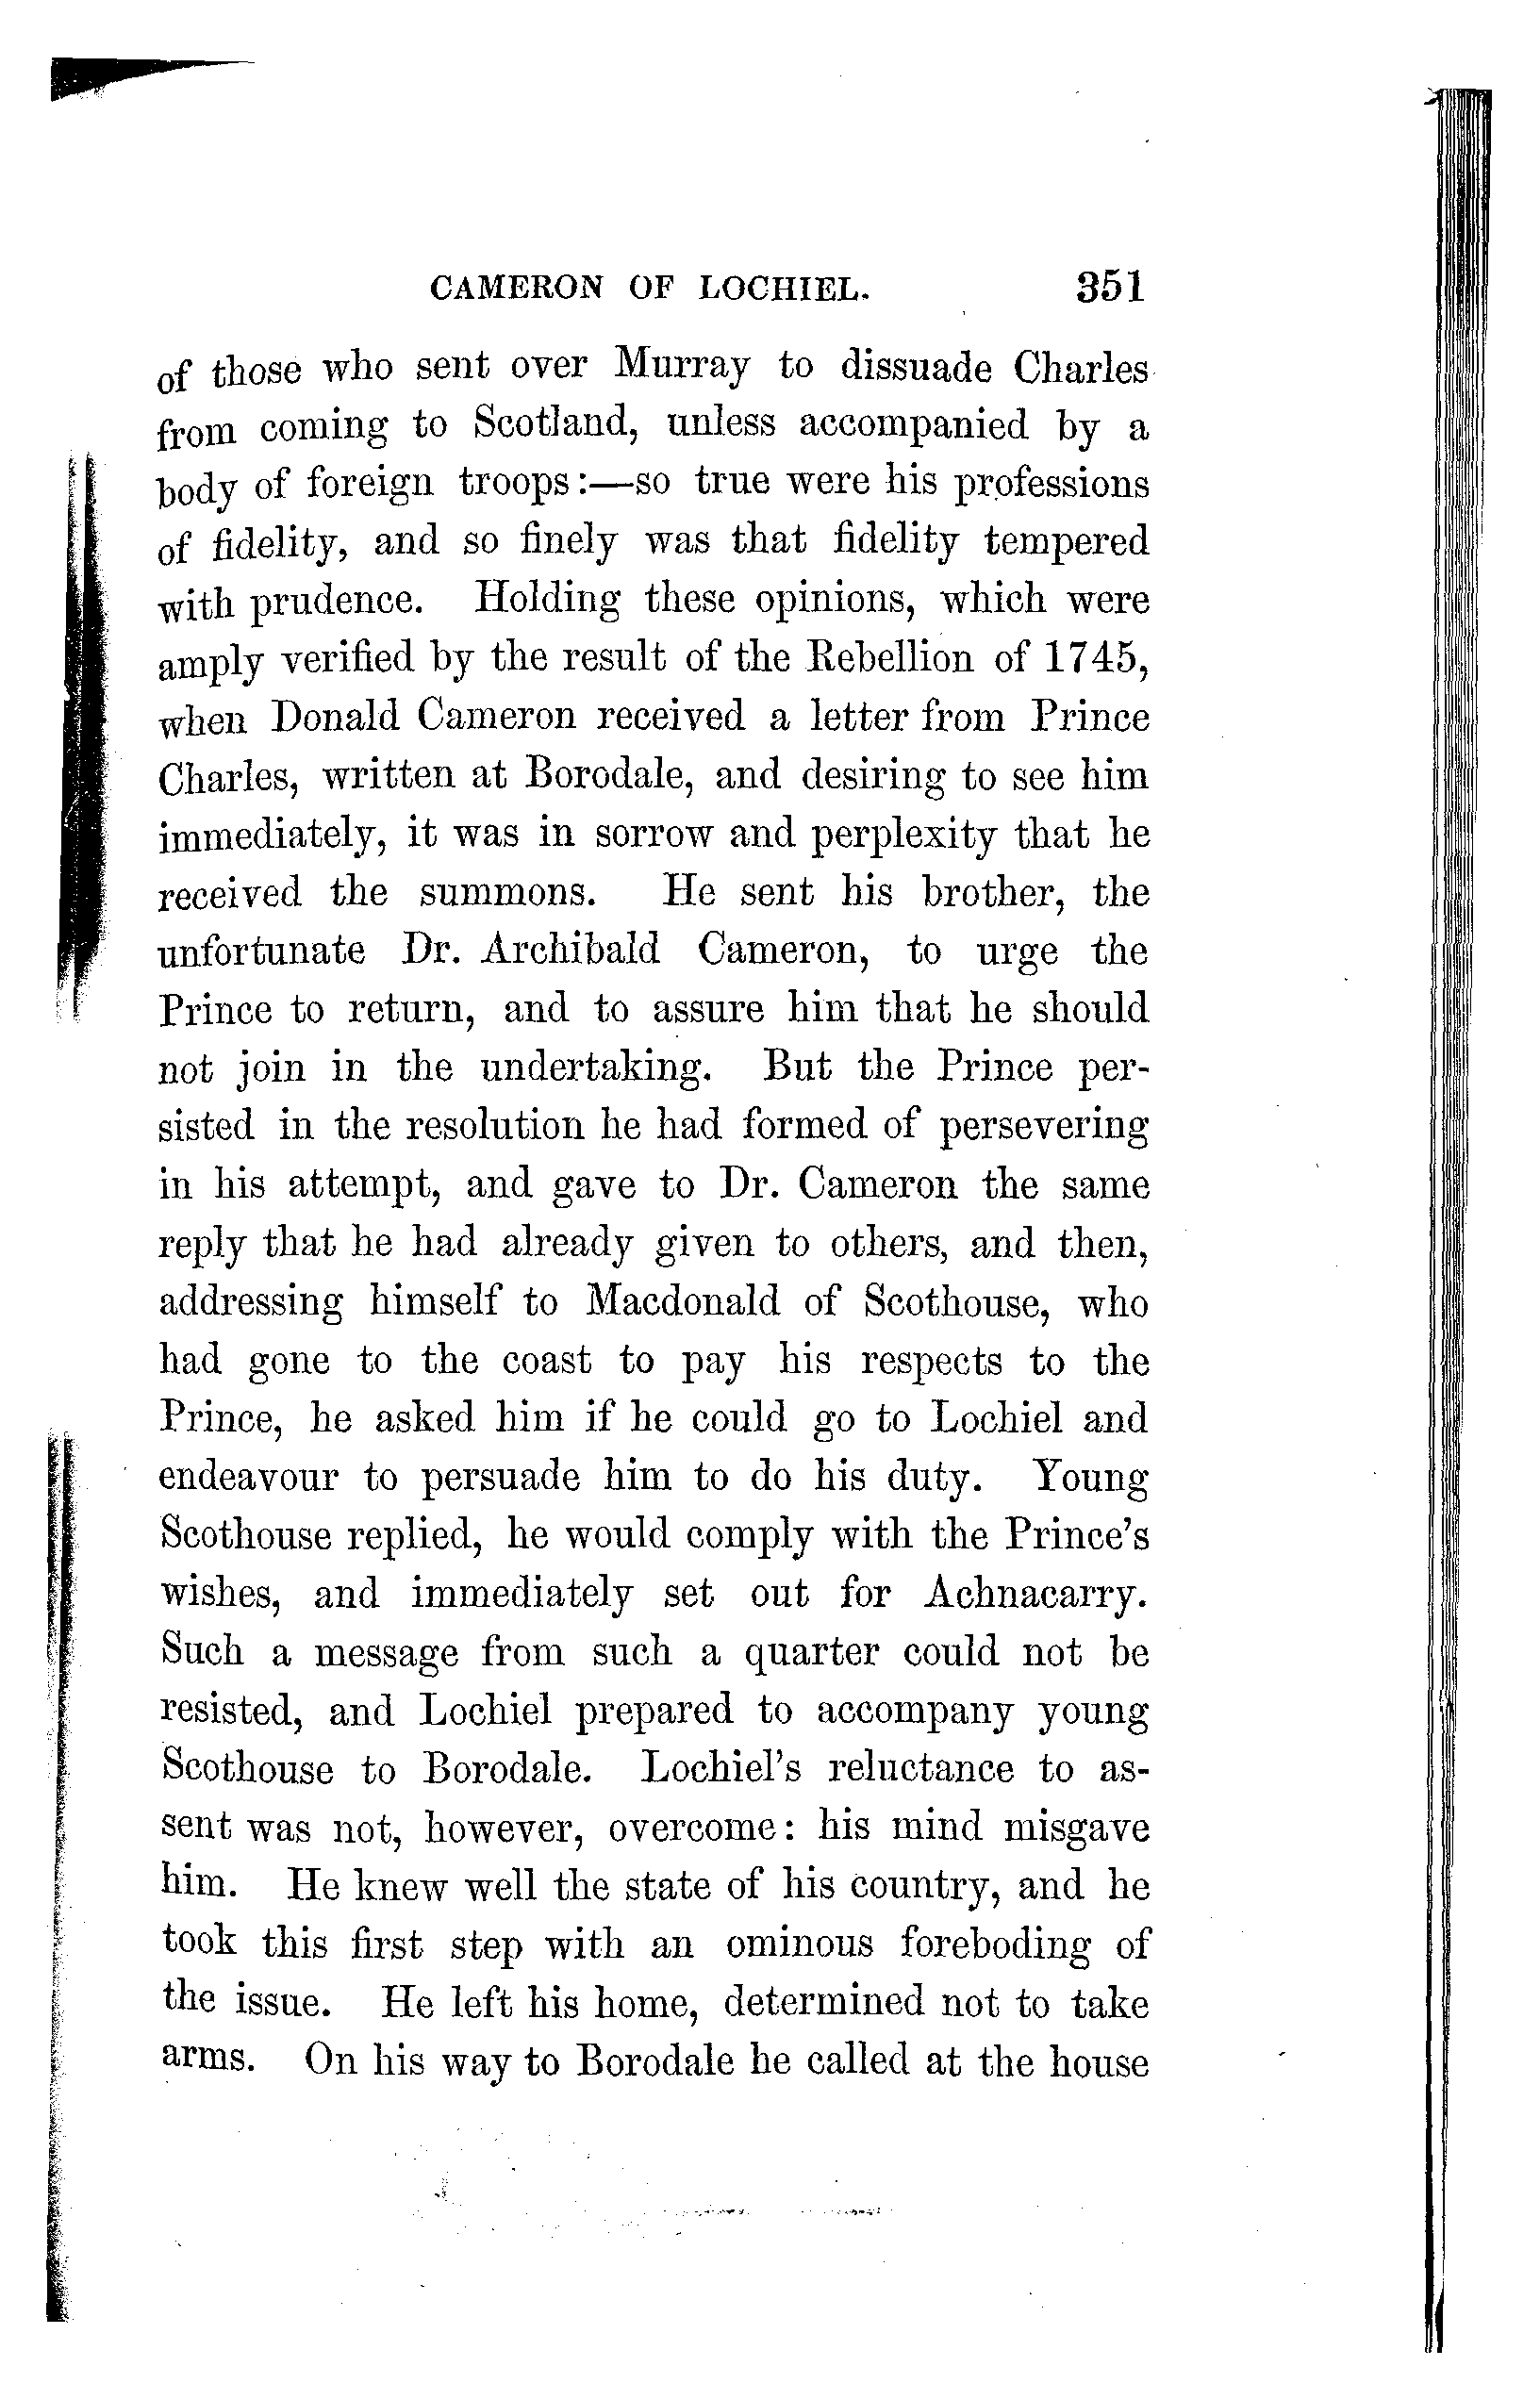 CAMERON OF LOCHIEL. 351
of those who sent over Murray to dissuade Charles
from coming to Scotland, unless accompanied by a
body of foreign troops:—so true were his professions
of fidelity, and so finely was that fidelity tempered
with prudence. Holding these opinions, which were
amply verified by the result of the Rebellion of 1745,
when Donald Cameron received a letter from Prince
Charles, written at Borodale, and desiring to see him
immediately, it was in sorrow and perplexity that he
received the summons. He sent his brother, the
unfortunate Dr. Archibald Cameron, to urge the
Prince to return, and to assure him that he should
not join in the undertaking. But the Prince per-
sisted in the resolution he had formed of persevering
in his attempt, and gave to Dr. Cameron the same
reply that he had already given to others, and then,
addressing himself to Macdonald of Scothouse, who
had gone to the coast to pay his respects to the
Prince, he asked him if he could go to Lochiel and
endeavour to persuade him to do his duty. Young
Scothouse replied, he would comply with the Prince's
wishes, and immediately set out for Achnacarry.
Such a message from such a quarter could not be
resisted, and Lochiel prepared to accompany young
Scothouse to Borodale. Lochiel's reluctance to as-
sent was not, however, overcome: his mind misgave
him. He knew well the state of his country, and he
took this first step with an ominous foreboding of
the issue. He left his home, determined not to take
arms. On his way to Borodale he called at the house